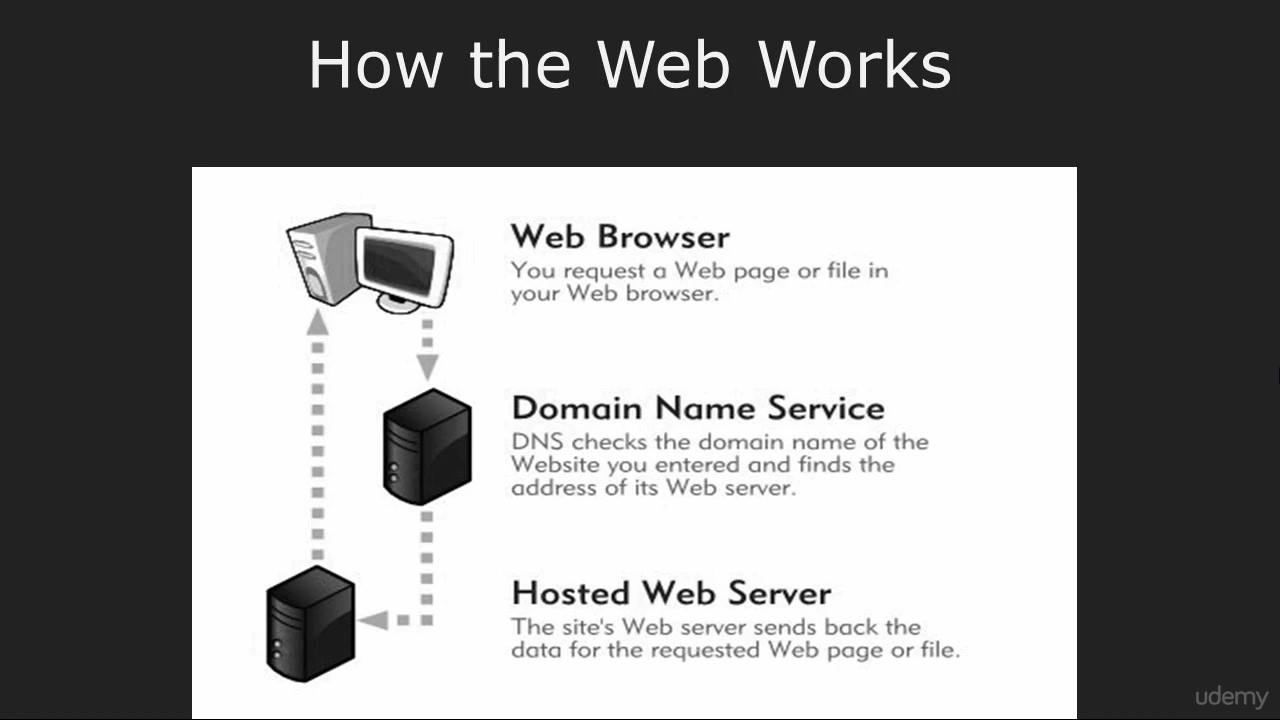 How the Web Works
Web Browser
You request a Web page or file in
your Web browser.
Domain Name Service
DNS checks the domain name of the
Website you entered and finds the
address of its Web server.
Hosted Web Server
The site's Web server sends back the
data for the requested Web page or file.
udemy